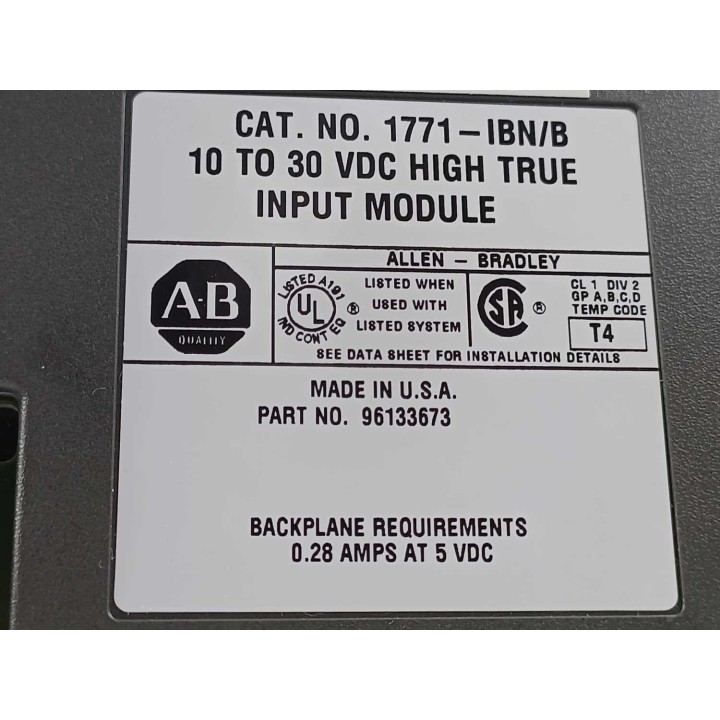 CAT. NO. 1771-IBN/B
10 TO 30 VDC HIGH TRUE
INPUT MODULE
ALLEN - BRADLEY
A-B
QUALITY
LISTED A191
UL
IND CONT EQ
®
LISTED WHEN
USED WITH
LISTED SYSTEM
SA
®
CL 1 DIV 2
GP A,B,C,D
TEMP CODE
T4
SEE DATA SHEET FOR INSTALLATION DETAILS
MADE IN U.S.A.
PART NO. 96133673
BACKPLANE REQUIREMENTS
0.28 AMPS AT 5 VDC